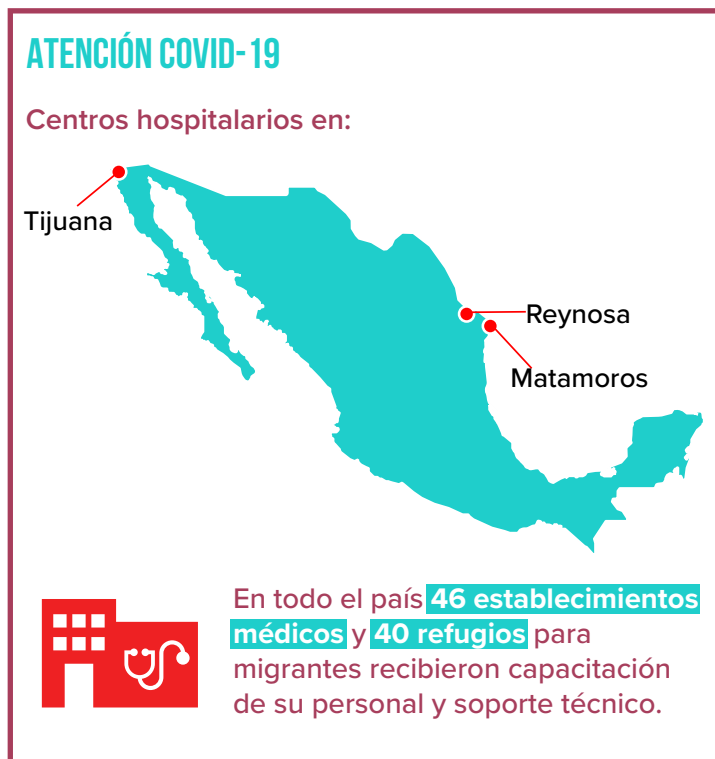 ATENCIÓN COVID-19
Centros hospitalarios en:
Tijuana
Reynosa
Matamoros
En todo el país 46 establecimientos
médicos y 40 refugios para
migrantes recibieron capacitación
de su personal y soporte técnico.